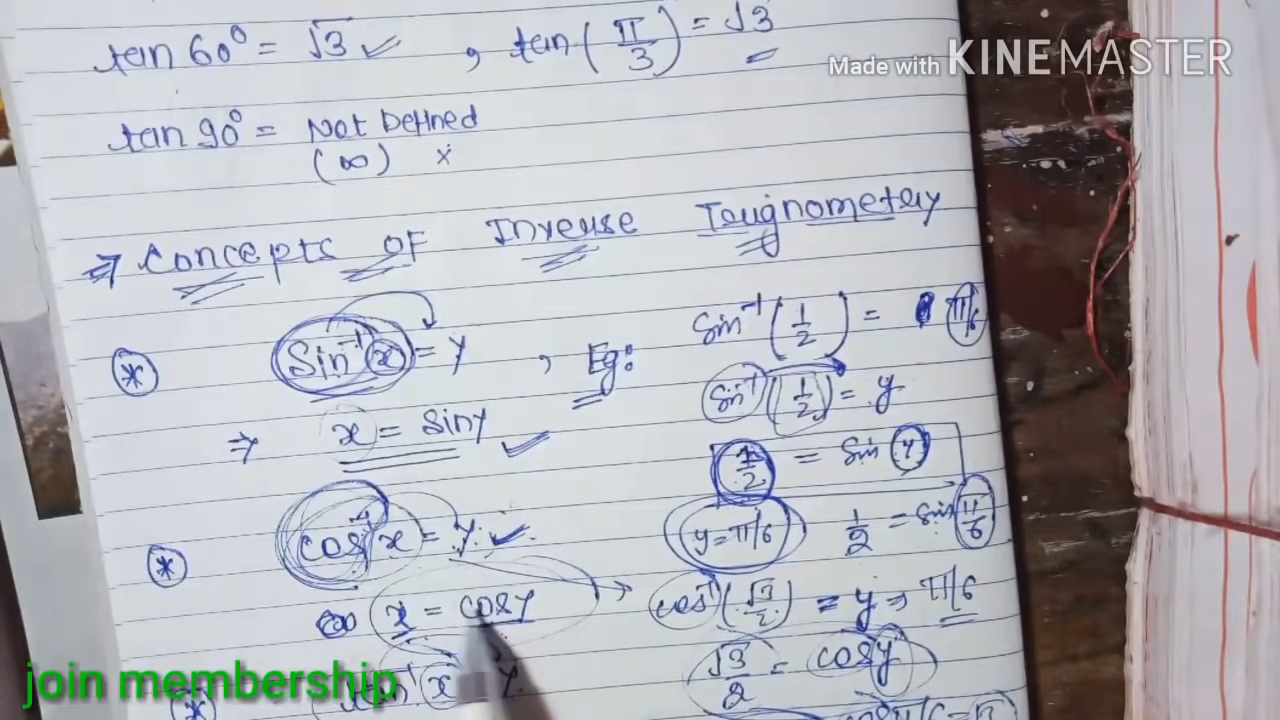 tan 60° = √3 ✓ , tan(π/3) = √3
Made with KINEMASTER
tan 90° = Not Defined
(∞) ×
⇒ Concepts OF Inverse Trignometry
* Sin⁻¹(x) = y , Eg: Sin⁻¹(1/2) = π/6
sin⁻¹(1/2) = y
⇒ x = Siny ✓
1/2 = Sin(y)
y = π/6 1/2 = Sin π/6
* cos⁻¹x = y ✓
x = cosy
cos⁻¹(√3/2) = y ⇒ π/6
√3/2 = cosy
* (x) y
join membership